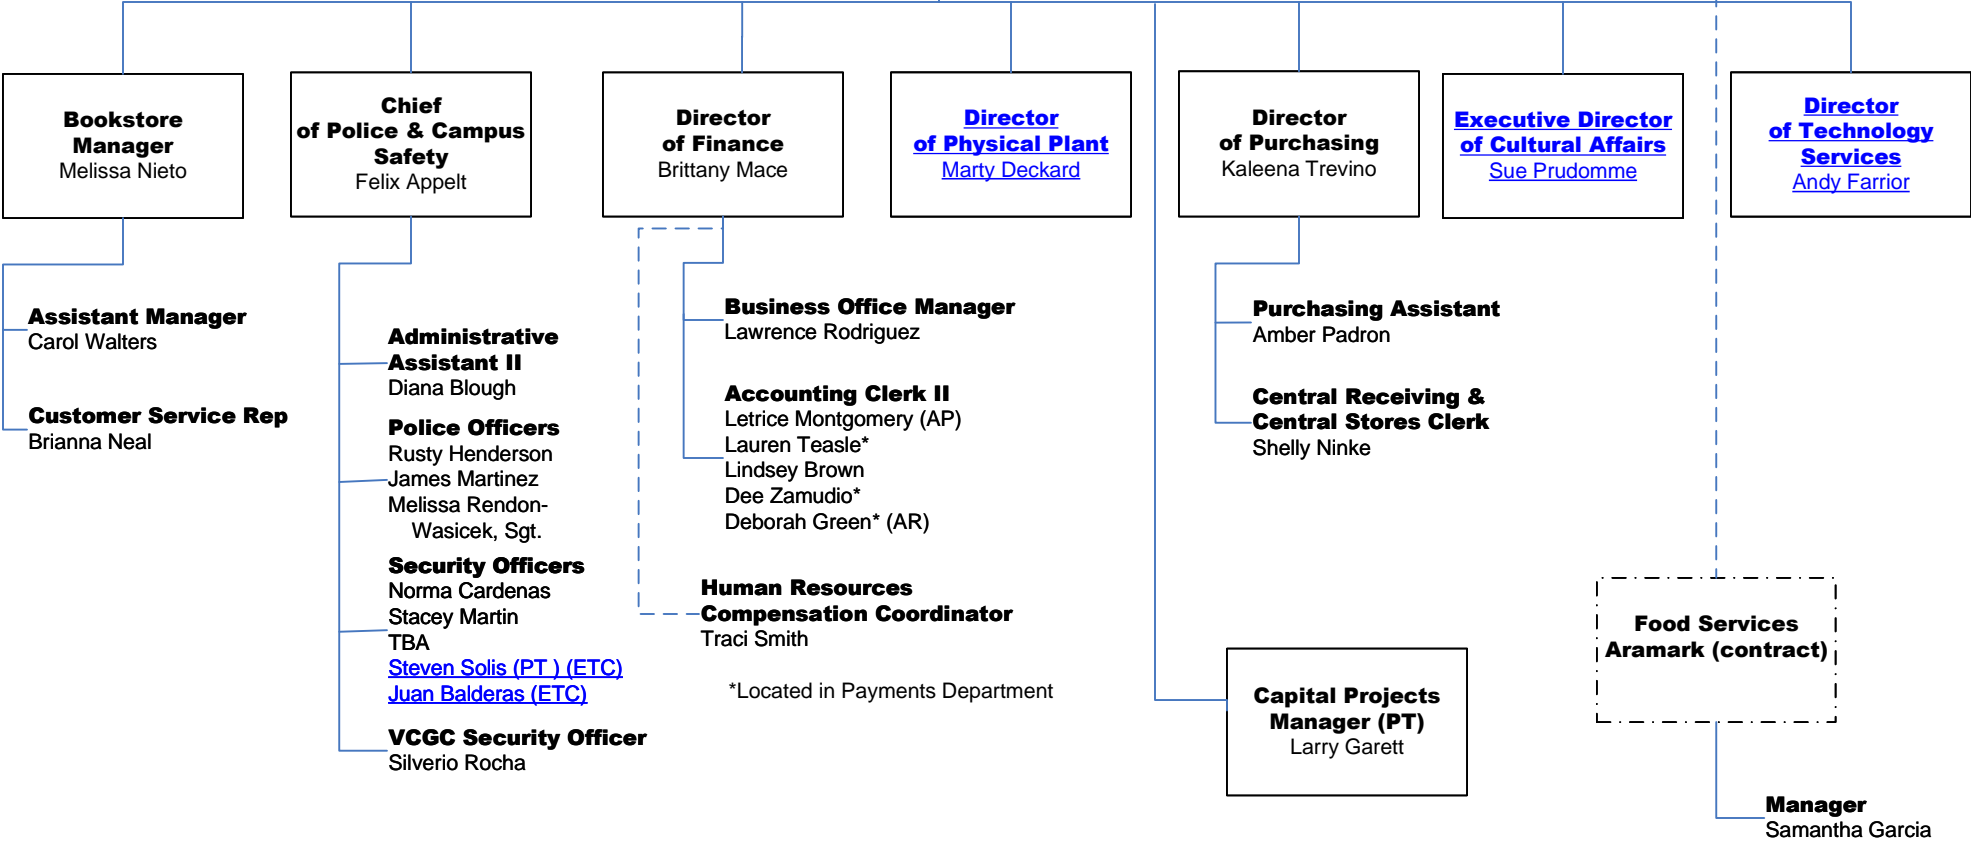 Bookstore
Manager
Melissa Nieto
Chief
of Police & Campus
Safety
Felix Appelt
Director
of Finance
Brittany Mace
Director
of Physical Plant
Marty Deckard
Director
of Purchasing
Kaleena Trevino
Executive Director
of Cultural Affairs
Sue Prudomme
Director
of Technology
Services
Andy Farrior
Assistant Manager
Carol Walters
Customer Service Rep
Brianna Neal
Administrative
Assistant II
Diana Blough
Police Officers
Rusty Henderson
James Martinez
Melissa Rendon-
Wasicek, Sgt.
Security Officers
Norma Cardenas
Stacey Martin
TBA
Steven Solis (PT ) (ETC)
Juan Balderas (ETC)
VCGC Security Officer
Silverio Rocha
Business Office Manager
Lawrence Rodriguez
Accounting Clerk II
Letrice Montgomery (AP)
Lauren Teasle*
Lindsey Brown
Dee Zamudio*
Deborah Green* (AR)
Human Resources
Compensation Coordinator
Traci Smith
*Located in Payments Department
Purchasing Assistant
Amber Padron
Central Receiving &
Central Stores Clerk
Shelly Ninke
Capital Projects
Manager (PT)
Larry Garett
Food Services
Aramark (contract)
Manager
Samantha Garcia